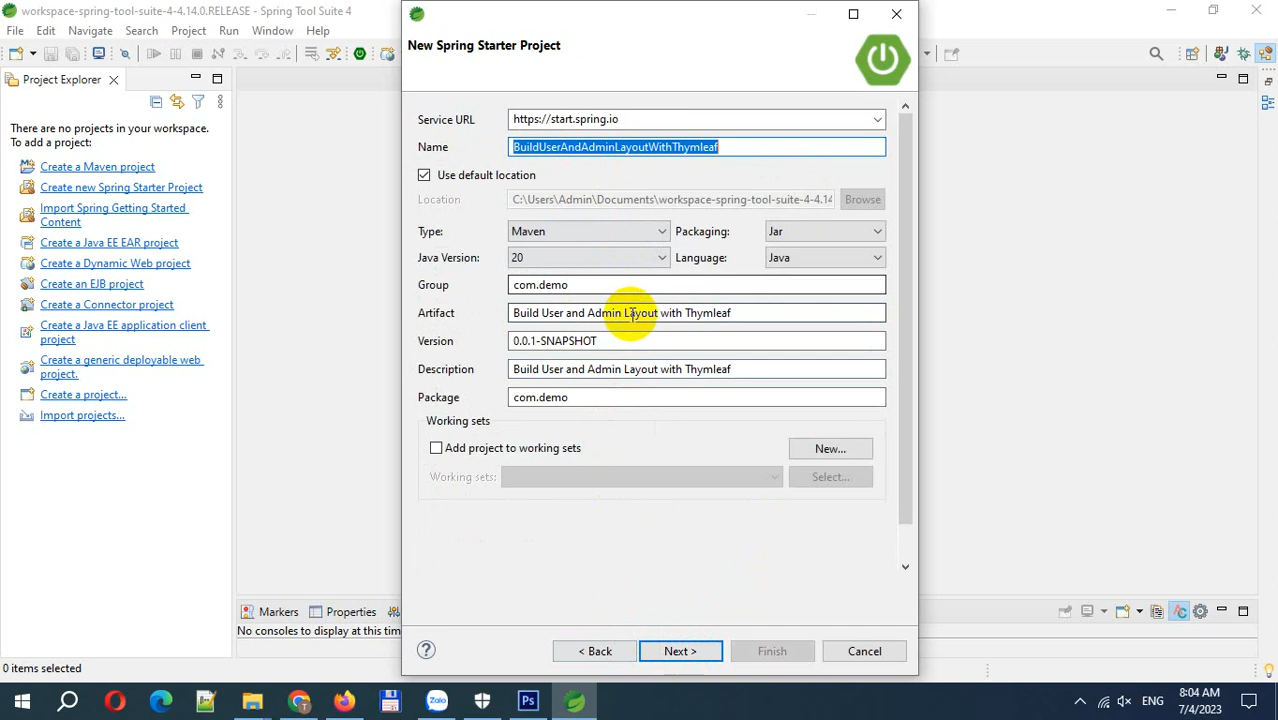 workspace-spring-tool-suite-4-4.14.0.RELEASE - Spring Tool Suite 4
File Edit Navigate Search Project Run Window Help
Project Explorer
There are no projects in your workspace.
To add a project:
Create a Maven project
Create new Spring Starter Project
Import Spring Getting Started
Content
Create a Java EE EAR project
Create a Dynamic Web project
Create an EJB project
Create a Connector project
Create a Java EE application client
project
Create a generic deployable web
project
Create a project...
Import projects...
New Spring Starter Project
Service URL https://start.spring.io
Name BuildUserAndAdminLayoutWithThymleaf
Use default location
Location C:\Users\Admin\Documents\workspace-spring-tool-suite-4-4.14 Browse
Type: Maven Packaging: Jar
Java Version: 20 Language: Java
Group com.demo
Artifact Build User and Admin Layout with Thymleaf
Version 0.0.1-SNAPSHOT
Description Build User and Admin Layout with Thymleaf
Package com.demo
Working sets
Add project to working sets New...
Working sets: Select...
< Back Next > Finish Cancel
Markers Properties
No consoles to display at this tim
0 items selected
Zalo Ps
ENG 8:04 AM
7/4/2023